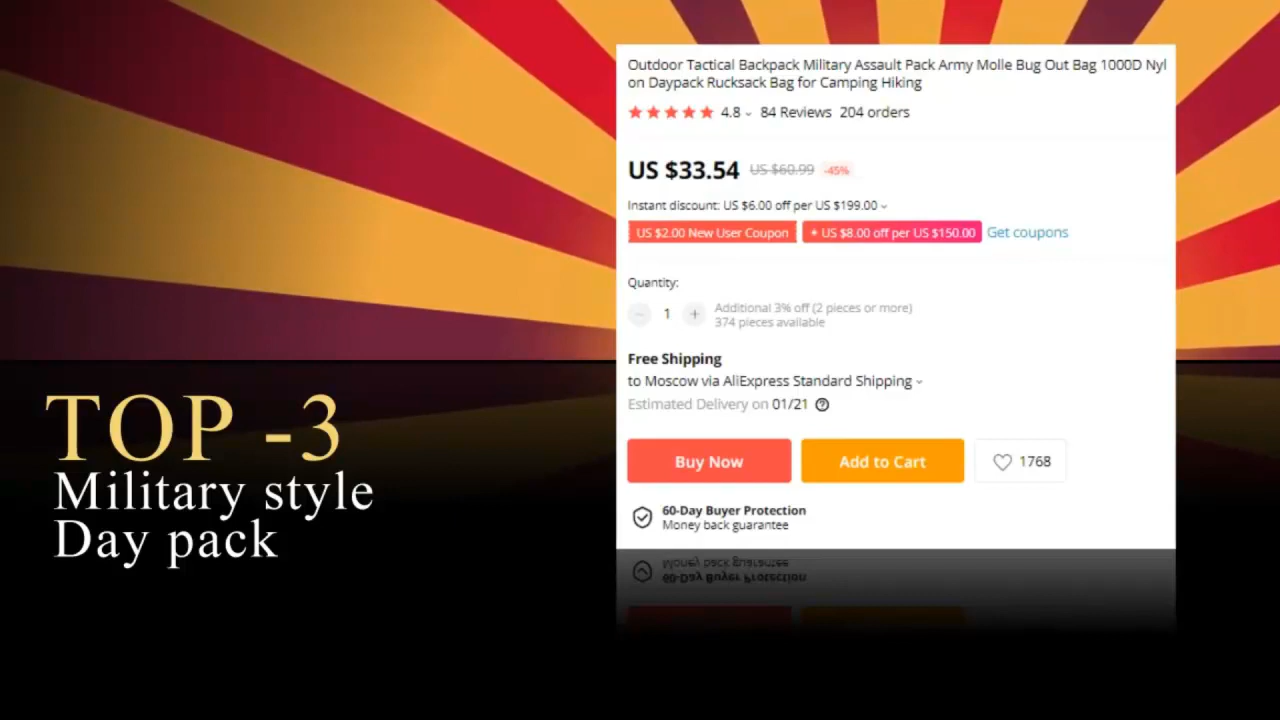 Outdoor Tactical Backpack Military Assault Pack Army Molle Bug Out Bag 1000D Nyl
on Daypack Rucksack Bag for Camping Hiking
4.8 84 Reviews 204 orders
US $33.54 US $60.99 -45%
Instant discount: US $6.00 off per US $199.00
US $2.00 New User Coupon + US $8.00 off per US $150.00 Get coupons
Quantity:
- 1 + Additional 3% off (2 pieces or more)
374 pieces available
Free Shipping
to Moscow via AliExpress Standard Shipping
Estimated Delivery on 01/21 ?
Buy Now Add to Cart 1768
60-Day Buyer Protection
Money back guarantee
TOP -3
Military style
Day pack